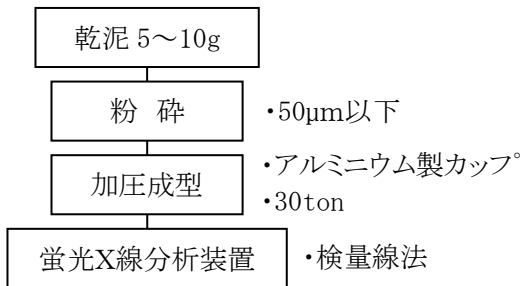 乾泥 5～10g
粉 砕
・50μm以下
加圧成型
・アルミニウム製カップ
・30ton
蛍光X線分析装置
・検量線法